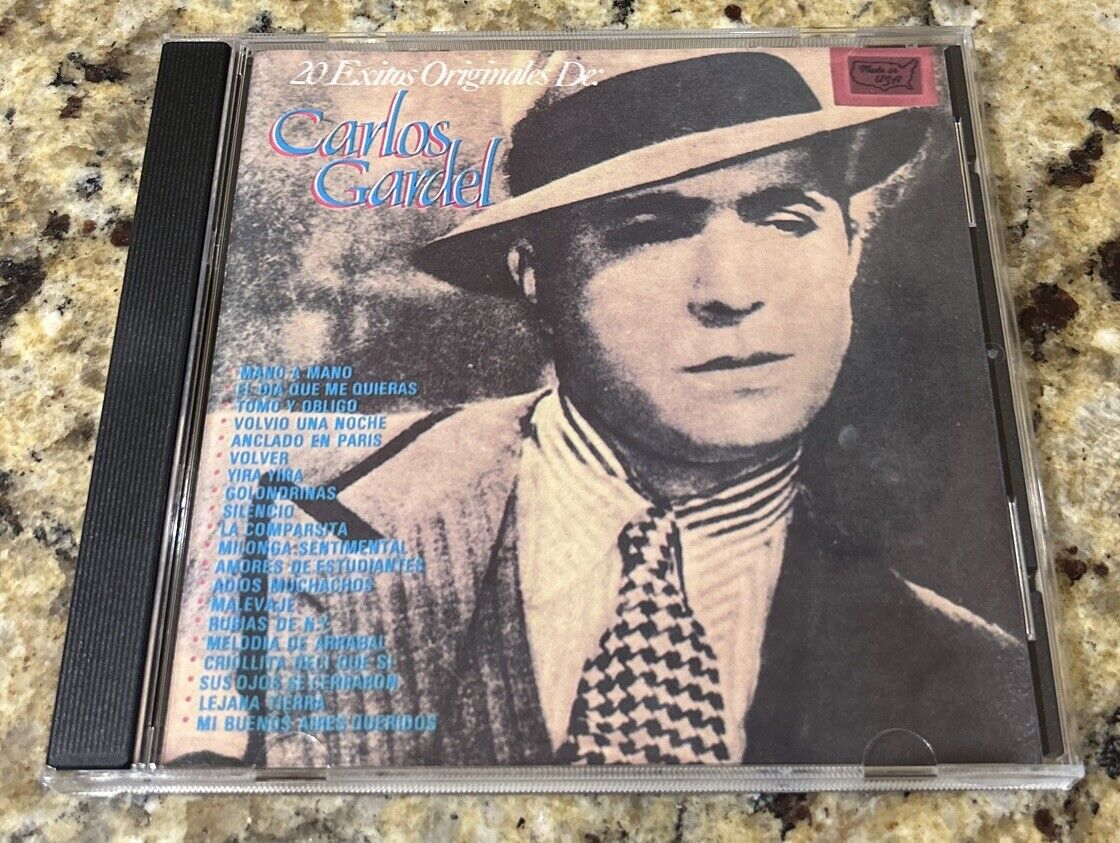 20 Exitos Originales De:
Carlos
Gardel
Made in
USA
MANO A MANO
EL DIA QUE ME QUIERAS
TOMO Y OBLIGO
VOLVIO UNA NOCHE
ANCLADO EN PARIS
VOLVER
YIRA YIRA
GOLONDRINAS
SILENCIO
LA COMPARSITA
MILONGA SENTIMENTAL
AMORES DE ESTUDIANTES
ADIOS MUCHACHOS
MALEVAJE
RUBIAS DE N.Y.
MELODIA DE ARRABAL
CRIOLLITA DECI QUE SI
SUS OJOS SE CERRARON
LEJANA TIERRA
MI BUENOS AIRES QUERIDOS